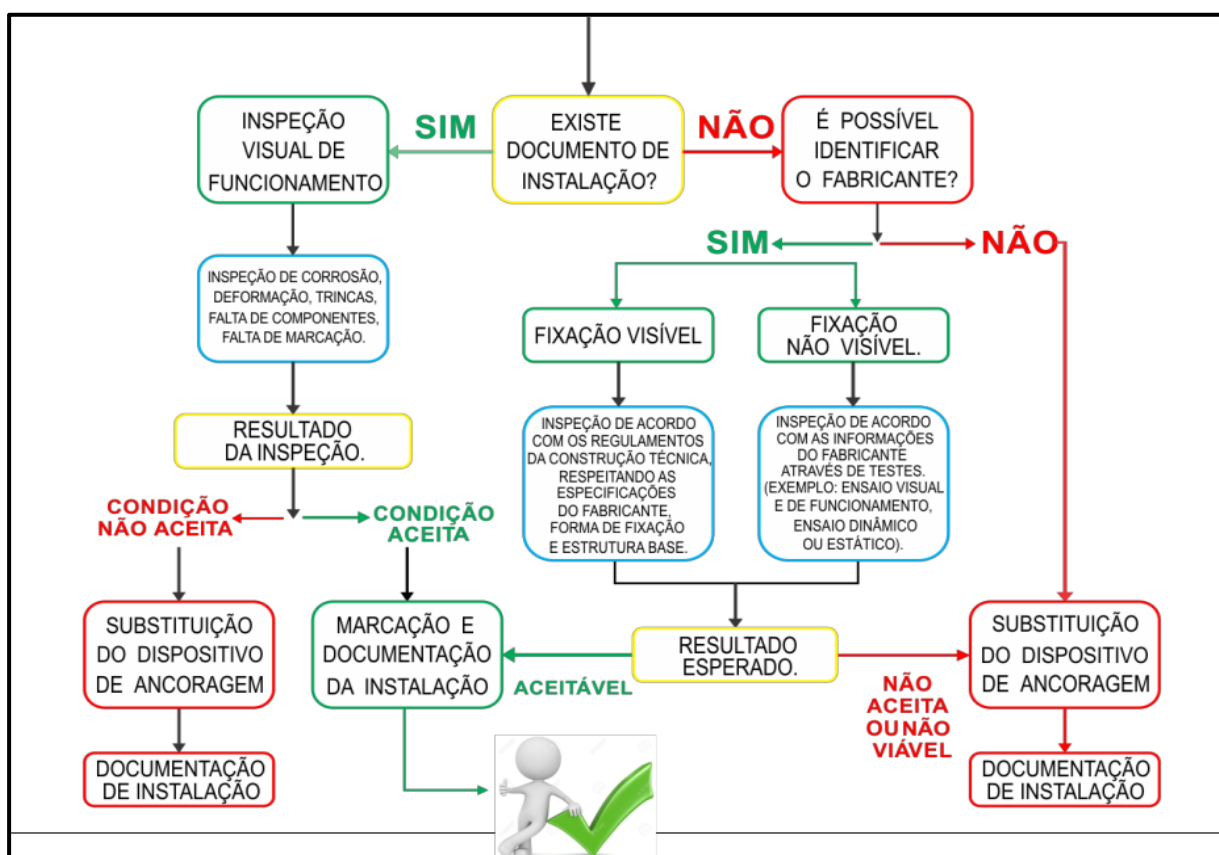 INSPEÇÃO
VISUAL DE
FUNCIONAMENTO
SIM
EXISTE
DOCUMENTO DE
INSTALAÇÃO?
NÃO
É POSSÍVEL
IDENTIFICAR
O FABRICANTE?
SIM
NÃO
INSPEÇÃO DE CORROSÃO,
DEFORMAÇÃO, TRINCAS,
FALTA DE COMPONENTES,
FALTA DE MARCAÇÃO.
FIXAÇÃO VISÍVEL
FIXAÇÃO
NÃO VISÍVEL.
RESULTADO
DA INSPEÇÃO.
INSPEÇÃO DE ACORDO
COM OS REGULAMENTOS
DA CONSTRUÇÃO TÉCNICA,
RESPEITANDO AS
ESPECIFICAÇÕES
DO FABRICANTE,
FORMA DE FIXAÇÃO
E ESTRUTURA BASE.
INSPEÇÃO DE ACORDO
COM AS INFORMAÇÕES
DO FABRICANTE
ATRAVÉS DE TESTES.
(EXEMPLO: ENSAIO VISUAL
E DE FUNCIONAMENTO,
ENSAIO DINÂMICO
OU ESTÁTICO).
CONDIÇÃO
NÃO ACEITA
CONDIÇÃO
ACEITA
SUBSTITUIÇÃO
DO DISPOSITIVO
DE ANCORAGEM
MARCAÇÃO E
DOCUMENTAÇÃO
DA INSTALAÇÃO
ACEITÁVEL
RESULTADO
ESPERADO.
NÃO
ACEITA
OU NÃO
VIÁVEL
SUBSTITUIÇÃO
DO DISPOSITIVO
DE ANCORAGEM
DOCUMENTAÇÃO
DE INSTALAÇÃO
DOCUMENTAÇÃO
DE INSTALAÇÃO